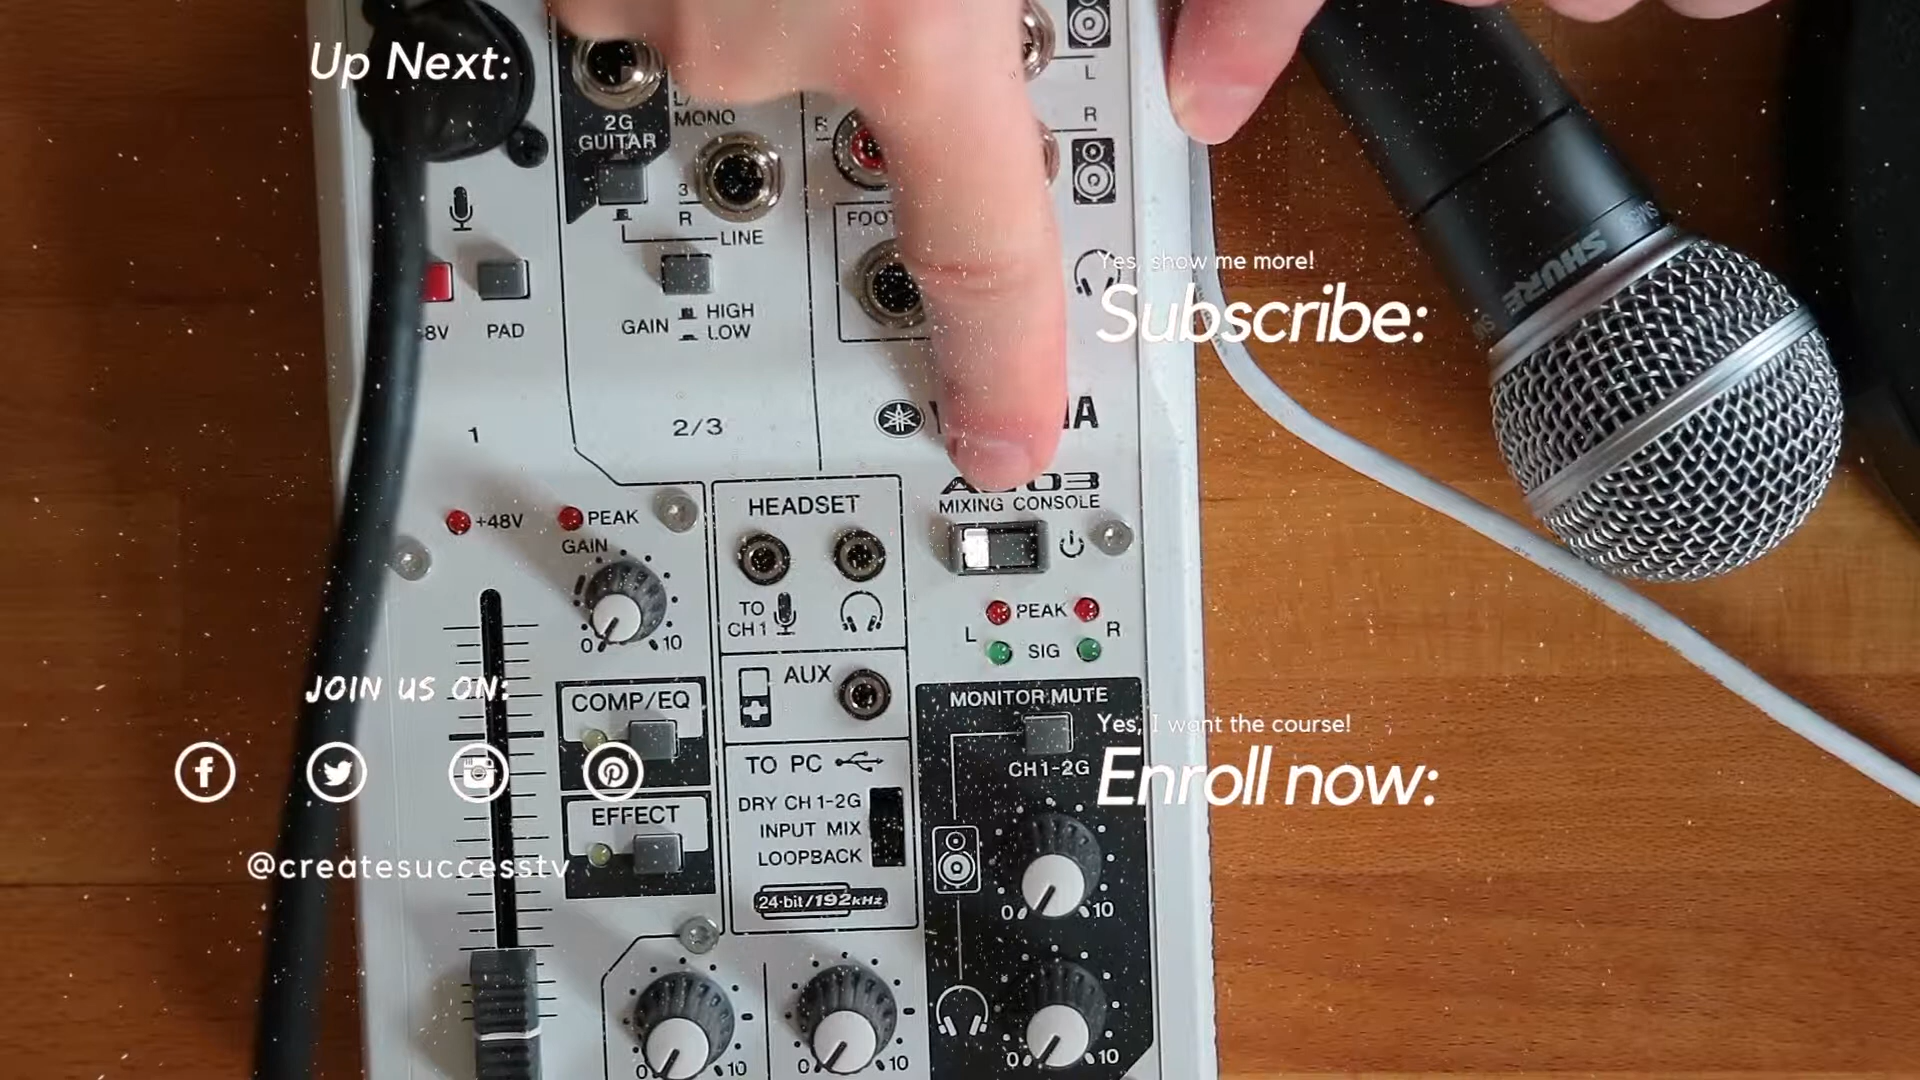 Up Next:
2G
GUITAR
MONO
3
R
LINE
R
FOOT
L
R
48V
PAD
GAIN
HIGH
LOW
Yes, show me more!
Subscribe:
SHURE
1
2/3
MIXING CONSOLE
HEADSET
+48V
PEAK
GAIN
0
10
TO
CH 1
PEAK
L
R
SIG
AUX
JOIN US ON:
COMP/EQ
MONITOR MUTE
CH 1-2G
Yes, I want the course!
Enroll now:
TO PC
DRY CH 1-2G
INPUT MIX
LOOPBACK
EFFECT
@createsuccesstv
24-bit/192kHz
0
10
0
10
0
10
0
10